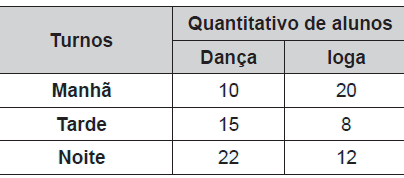 Turnos Quantitativo de alunos
Dança Ioga
Manhã 10 20
Tarde 15 8
Noite 22 12